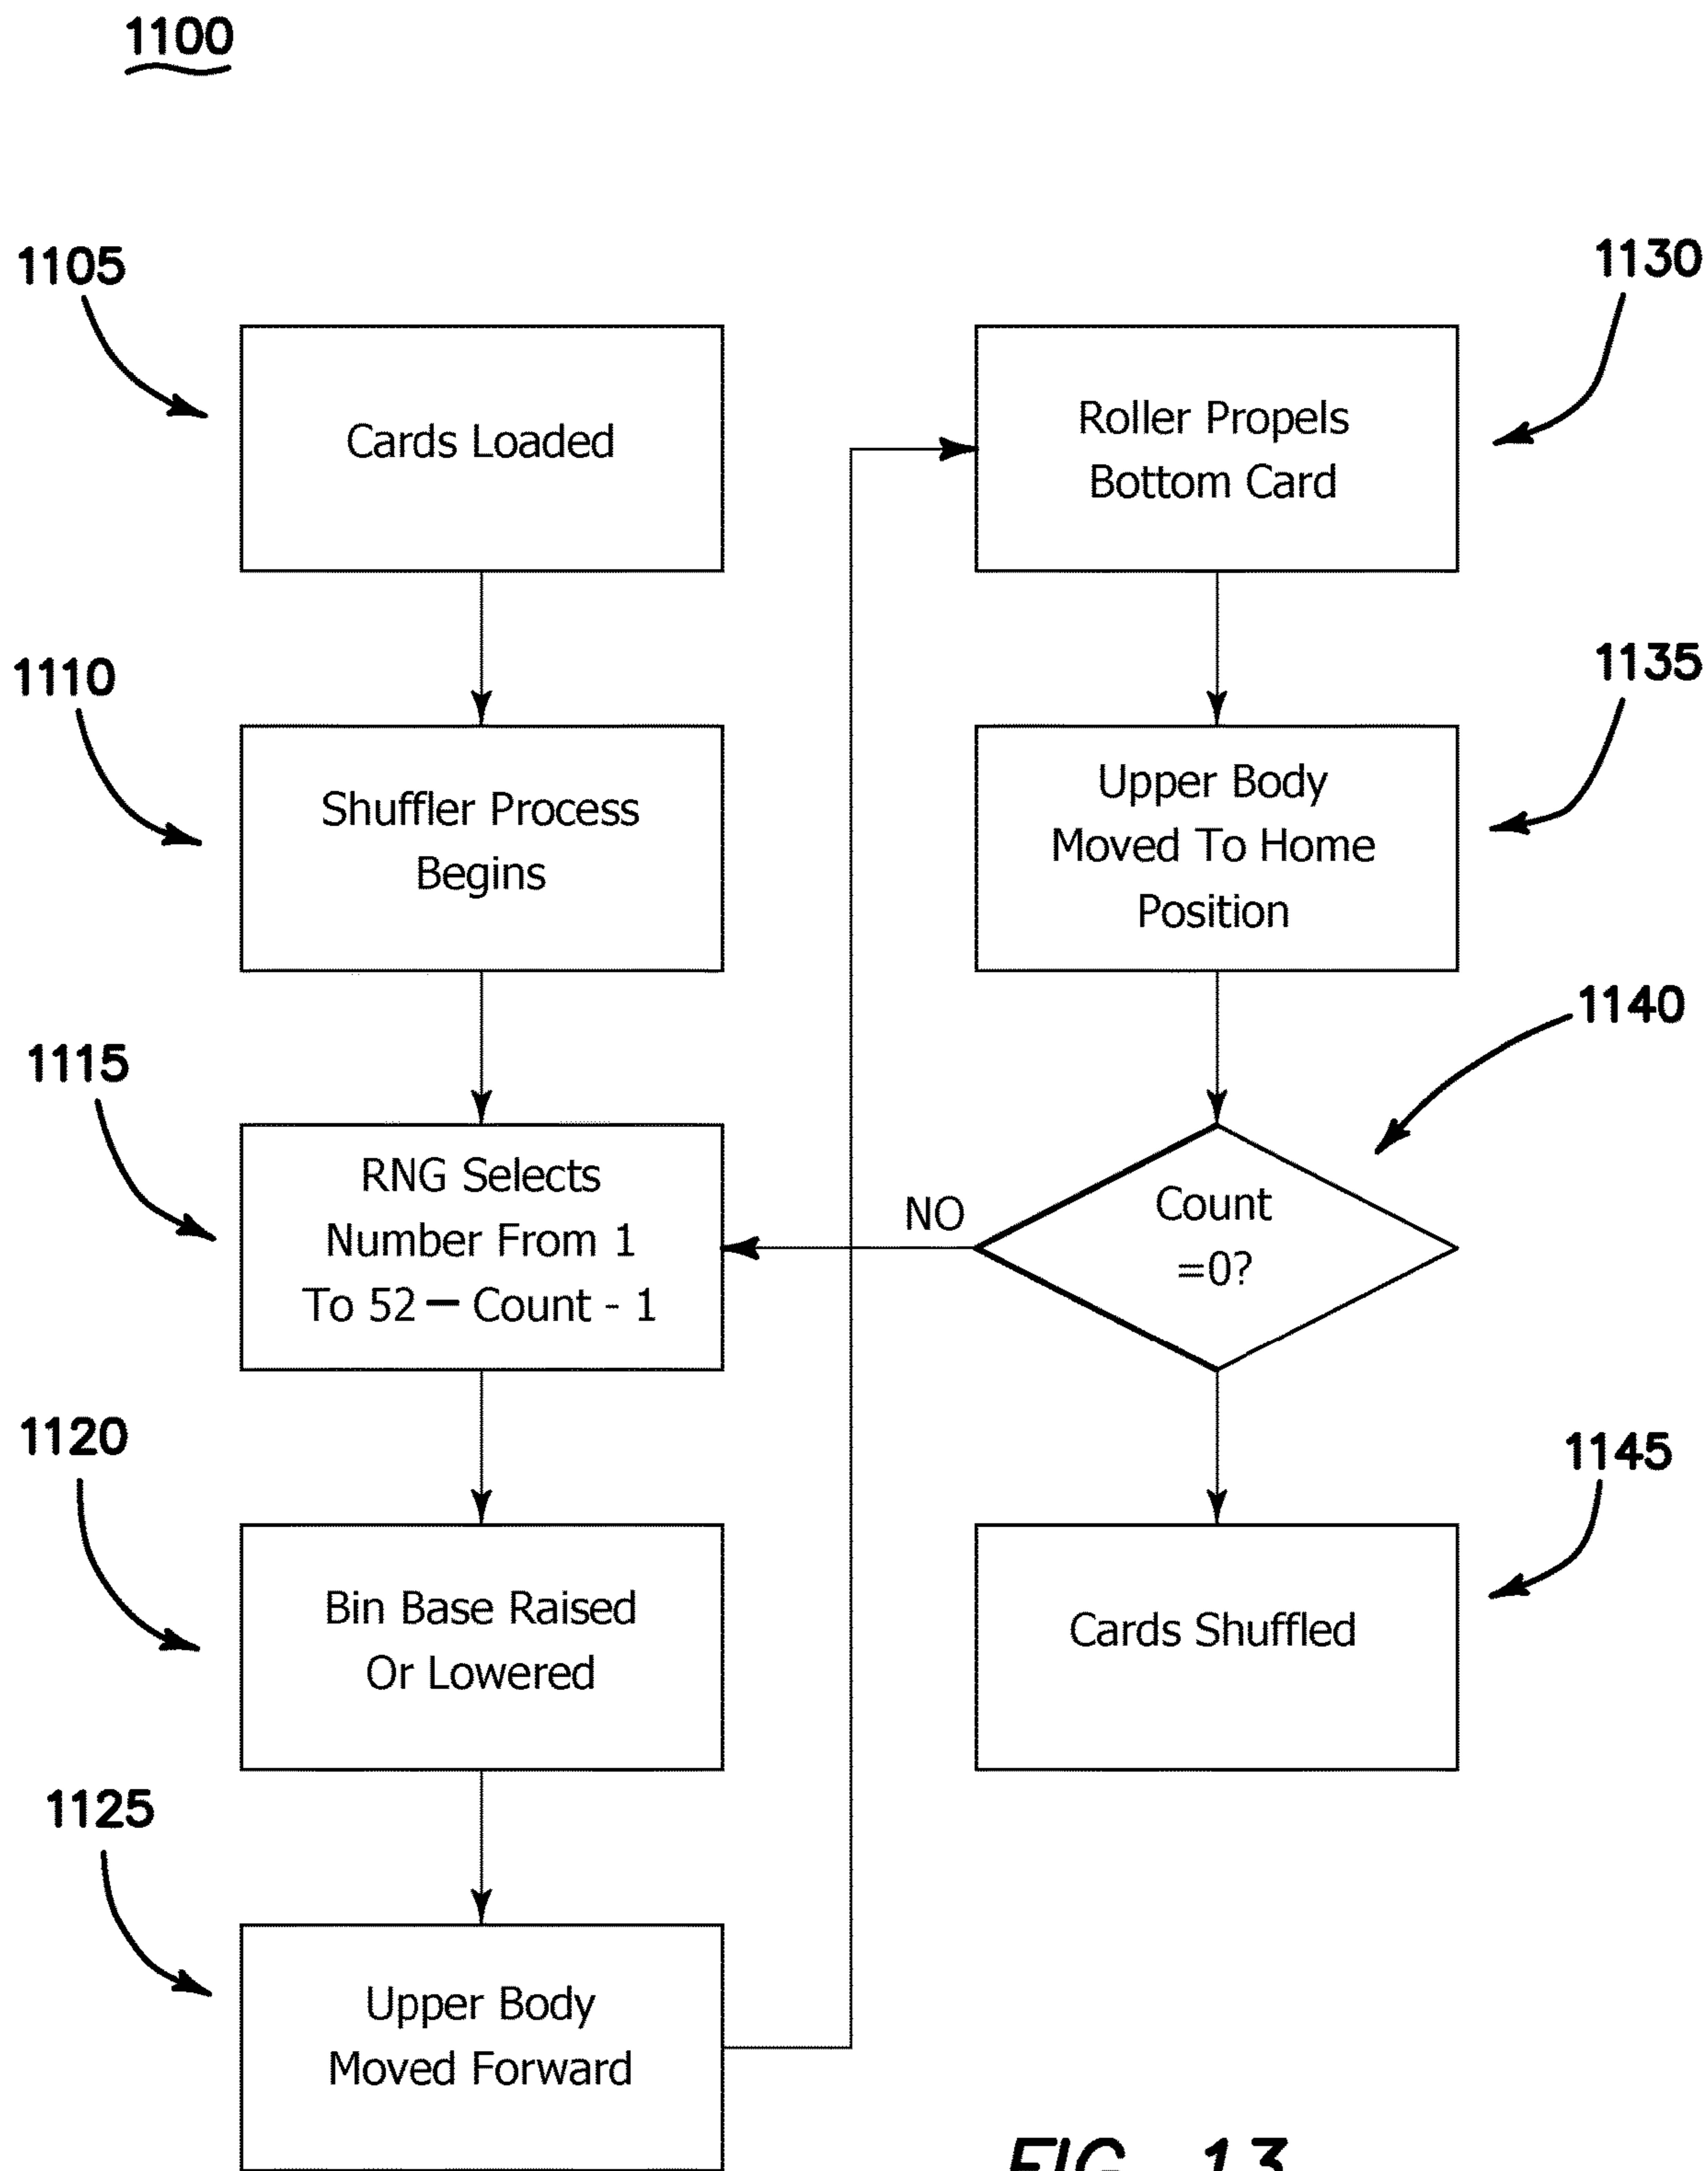 1100
1105
Cards Loaded
1110
Shuffler Process
Begins
1115
RNG Selects
Number From 1
To 52 — Count - 1
1120
Bin Base Raised
Or Lowered
1125
Upper Body
Moved Forward
1130
Roller Propels
Bottom Card
1135
Upper Body
Moved To Home
Position
1140
Count
=0?
NO
1145
Cards Shuffled
FIG. 13